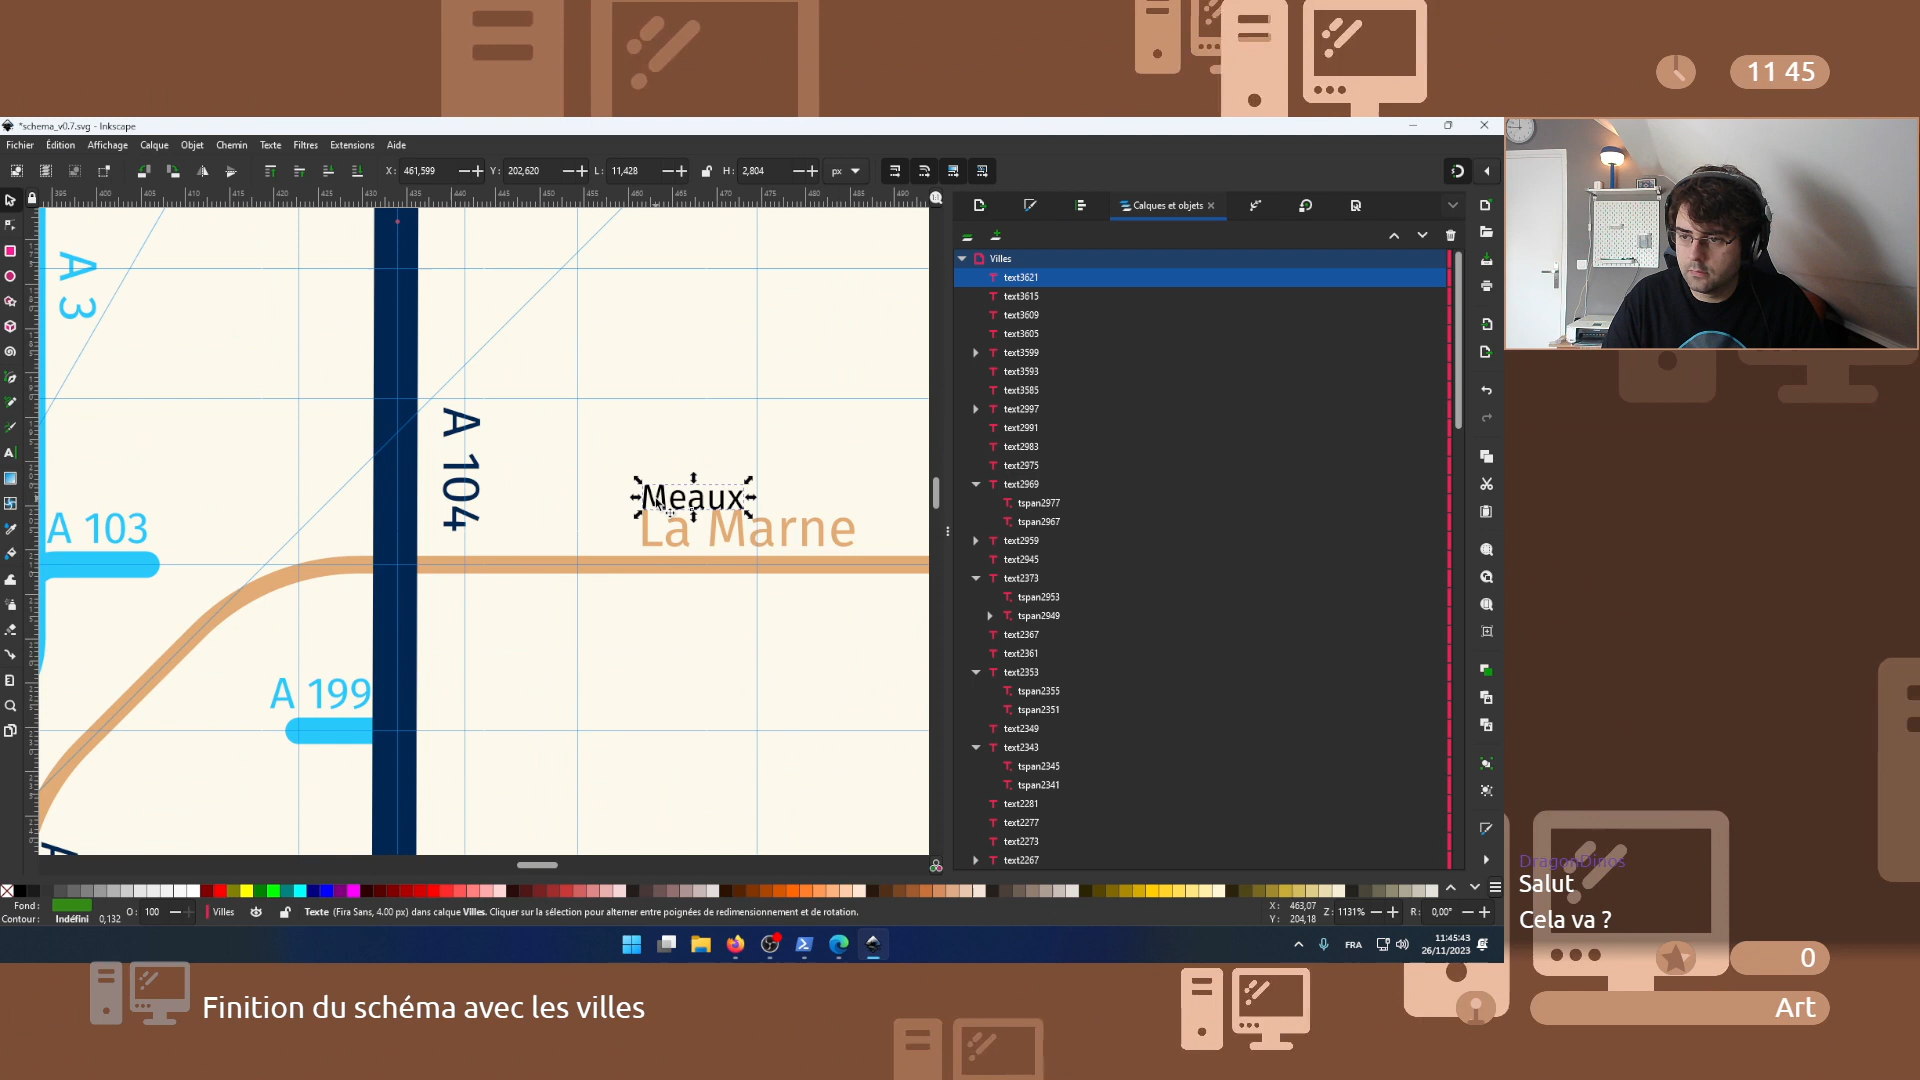 11 45
*schema_v0.7.svg - Inkscape
Fichier Édition Affichage Calque Objet Chemin Texte Filtres Extensions Aide
X: 461,599 Y: 202,620 L: 11,428 H: 2,804 px
Calques et objets
A 3
A 104
Meaux
La Marne
A 103
A 199
A
Villes
text3621
text3615
text3609
text3605
text3599
text3593
text3585
text2997
text2991
text2983
text2975
text2969
tspan2977
tspan2967
text2959
text2945
text2373
tspan2953
tspan2949
text2367
text2361
text2353
tspan2355
tspan2351
text2349
text2343
tspan2345
tspan2341
text2281
text2277
text2273
text2267
Fond :
Contour : Indéfini 0,132
O: 100
Villes
Texte (Fira Sans, 4.00 px) dans calque Villes. Cliquer sur la sélection pour alterner entre poignées de redimensionnement et de rotation.
X: 463,07
Y: 204,18
Z: 1131%
R: 0,00°
FRA
11:45:43
26/11/2023
DragonDinos
Salut
Cela va ?
0
Art
Finition du schéma avec les villes